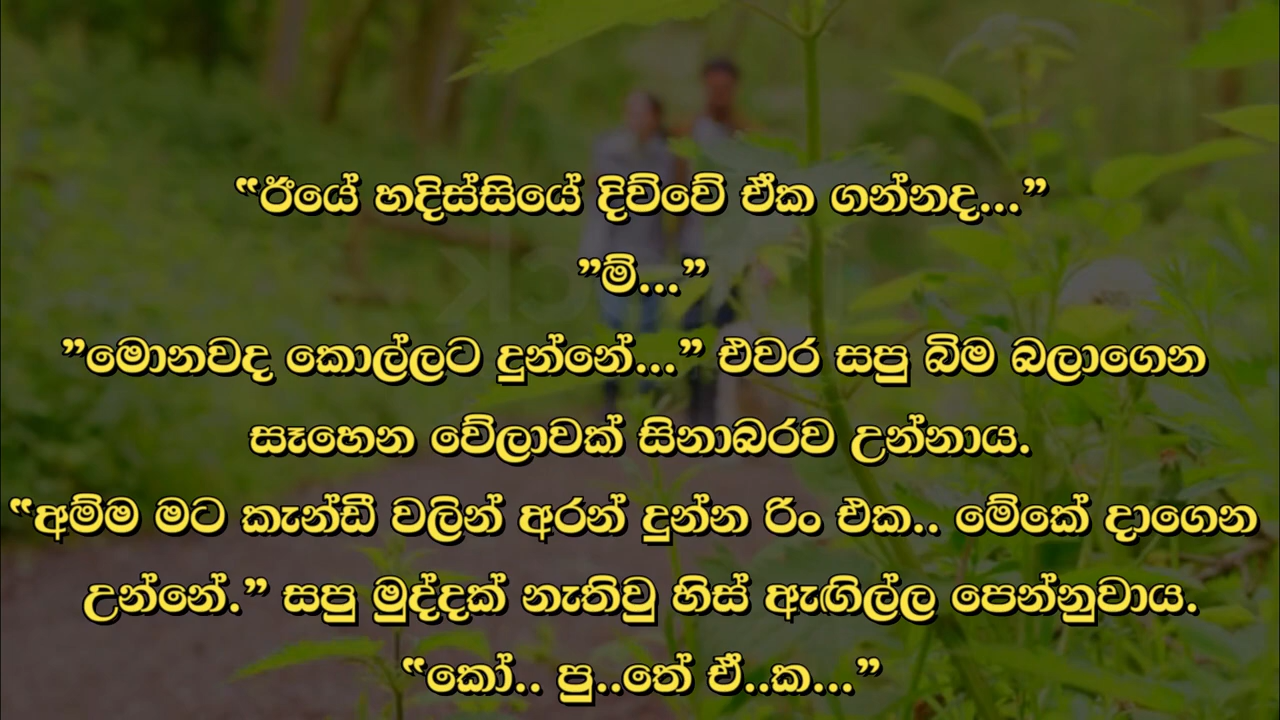 “ඊයේ හදිස්සියේ දිව්වේ ඒක ගන්නද...”
”ම්...”
”මොනවද කොල්ලට දුන්නේ...” එවර සපු බිම බලාගෙන
සෑහෙන වේලාවක් සිනාබරව උන්නාය.
“අම්ම මට කැන්ඩි වලින් අරන් දුන්න රිං එක.. මේකේ දාගෙන
උන්නේ.” සපු මුද්දක් නැතිවු හිස් ඇඟිල්ල පෙන්නුවාය.
“කෝ.. පු..තේ ඒ..ක...”